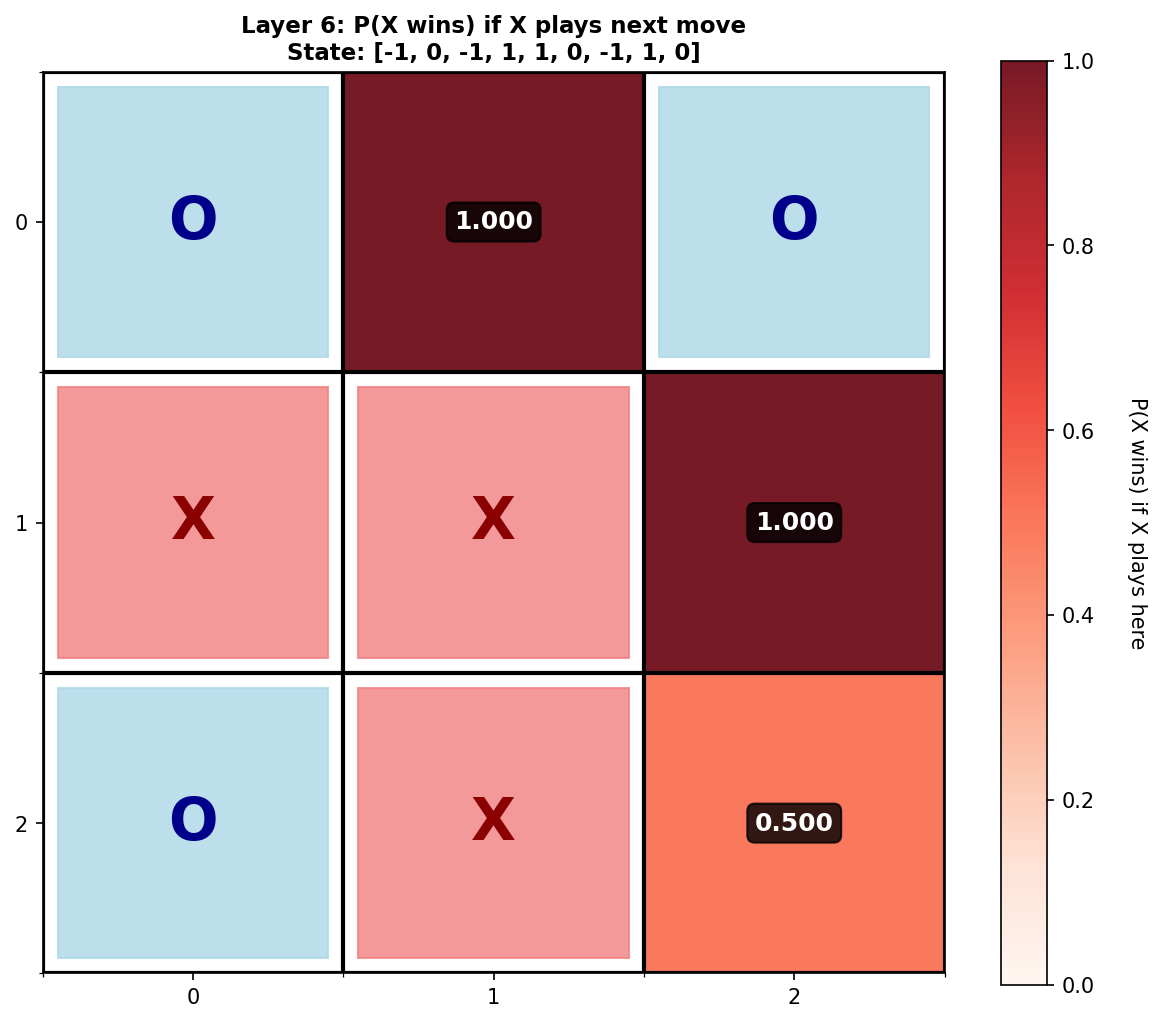 Layer 6: P(X wins) if X plays next move
State: [-1, 0, -1, 1, 1, 0, -1, 1, 0]
0
O
1.000
O
1
X
X
1.000
2
O
X
0.500
0
1
2
1.0
0.8
0.6
0.4
0.2
0.0
P(X wins) if X plays here